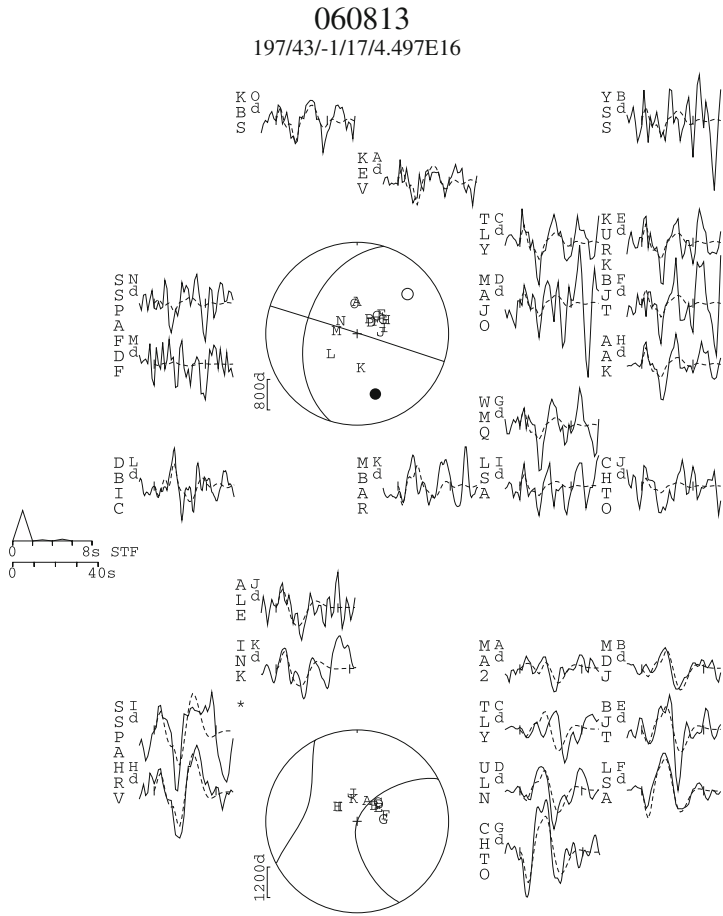 060813
197/43/-1/17/4.497E16
KBS O d
YSS B d
KEV A d
TLY C d
KURK E d
SSPA N d
MAJO D d
BJT F d
FDF M d
AAK H d
WMQ G d
DBIC L d
MBAR K d
LSA I d
CHTO J d
A
N
M
L
K
J
H
800d
0 8s STF
0 40s
ALE J d
INK K d
MA2 A d
MDJ B d
SSPA I d *
TLY C d
BJT E d
HRV H d
ULN D d
LSA F d
CHTO G d
J
K
A
F
G
1200d